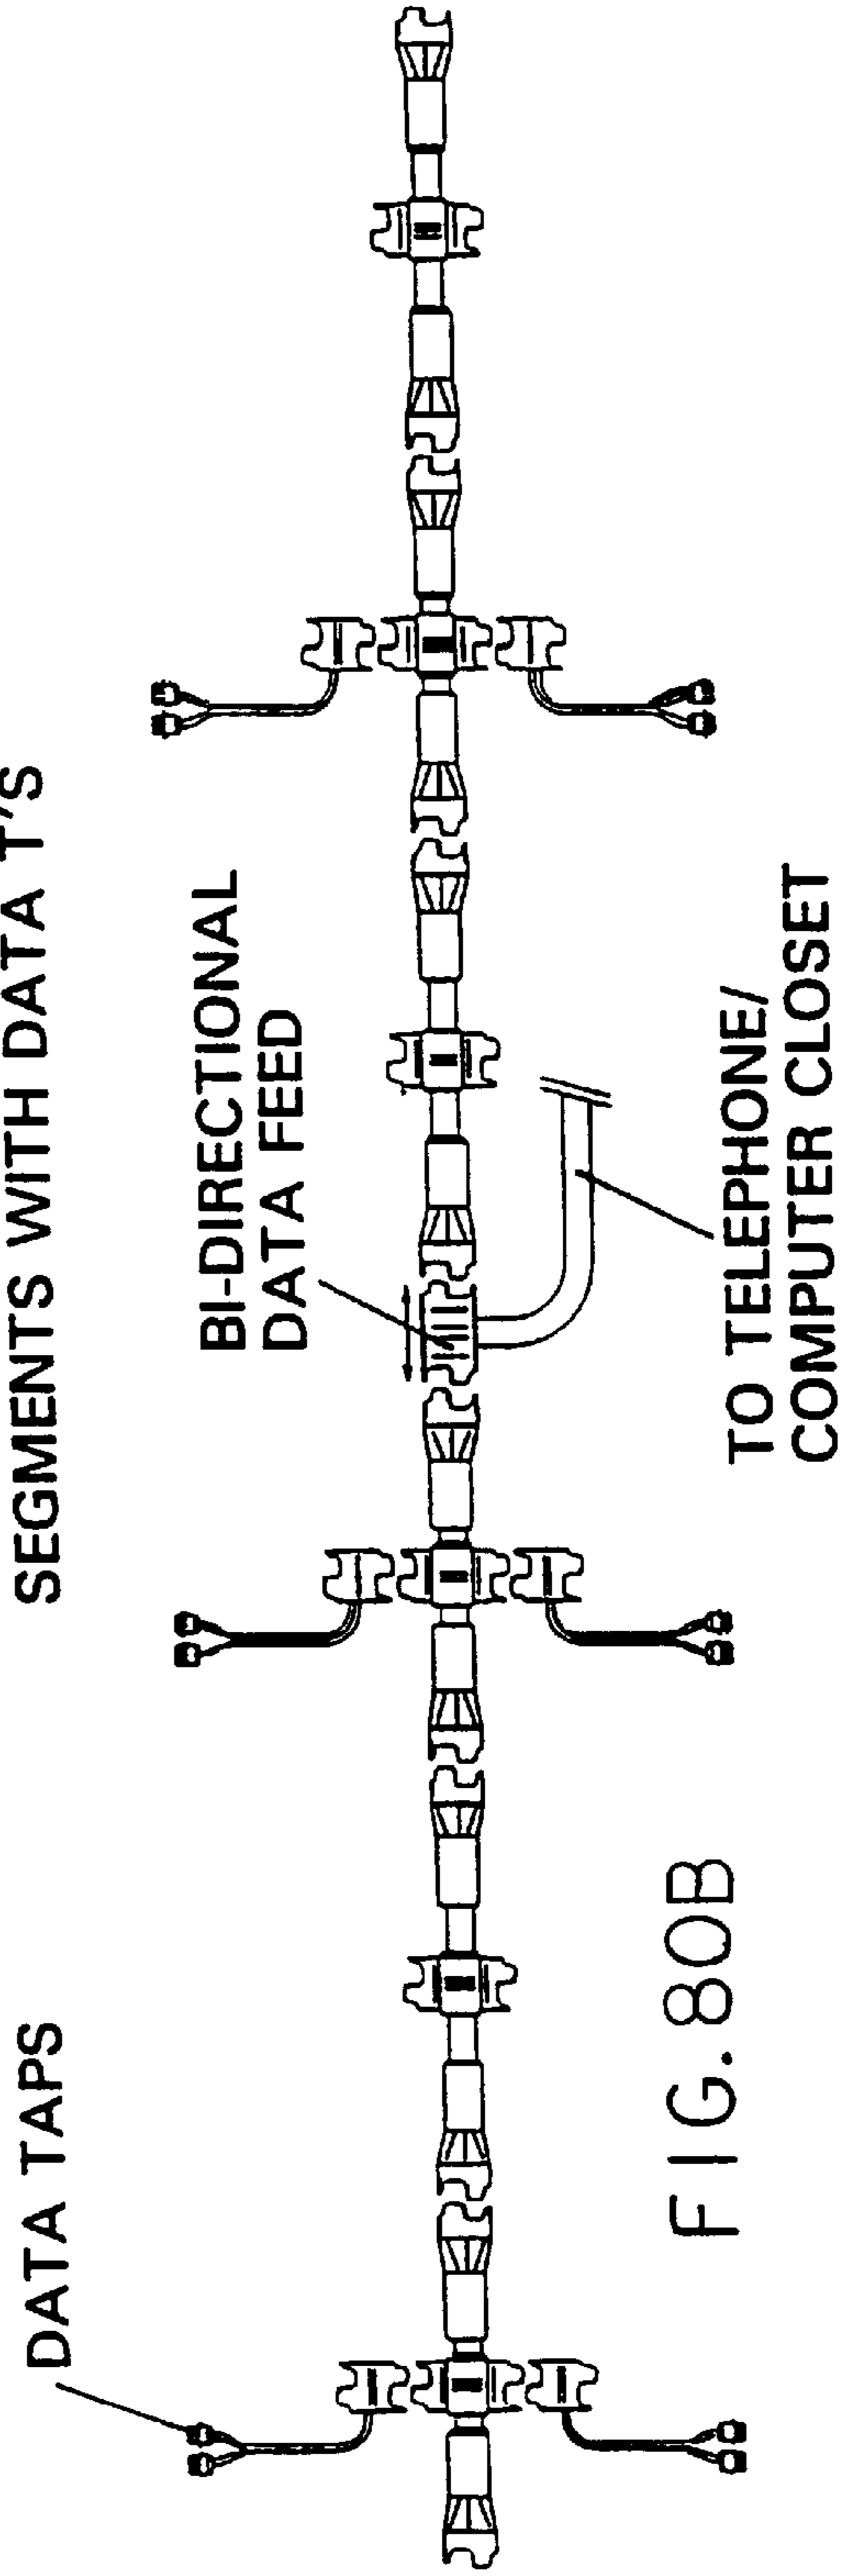 SEGMENTS WITH DATA T'S
DATA TAPS
BI-DIRECTIONAL
DATA FEED
TO TELEPHONE/
COMPUTER CLOSET
FIG. 80B